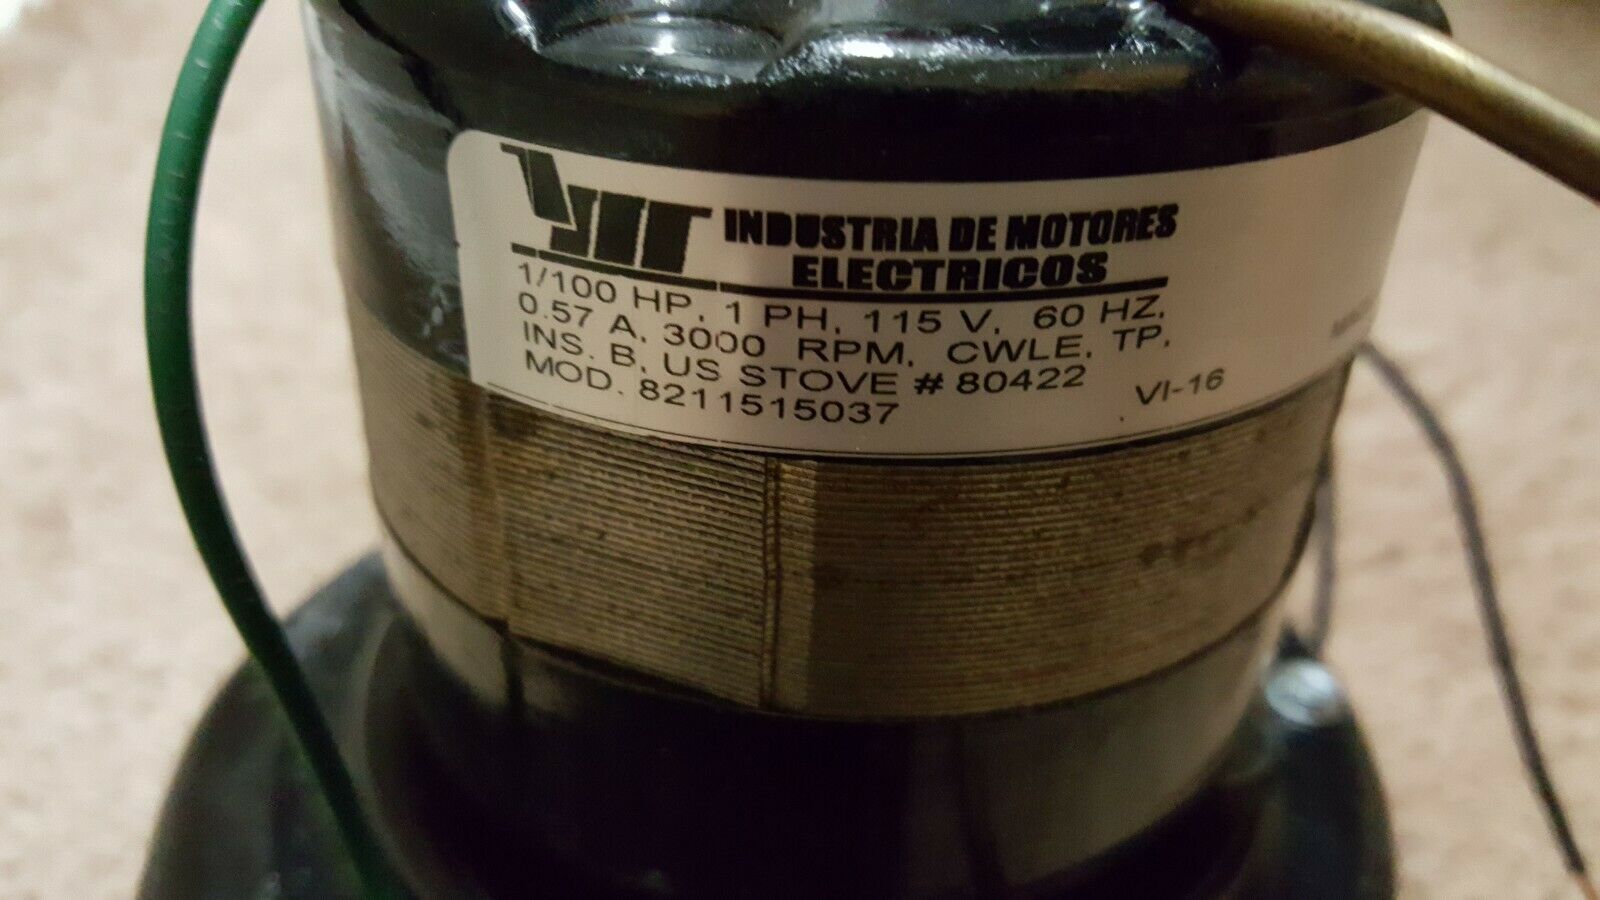 INDUSTRIA DE MOTORES
ELECTRICOS
1/100 HP, 1 PH, 115 V, 60 HZ,
0.57 A, 3000 RPM, CWLE, TP,
INS. B, US STOVE # 80422
MOD. 8211515037 VI-16